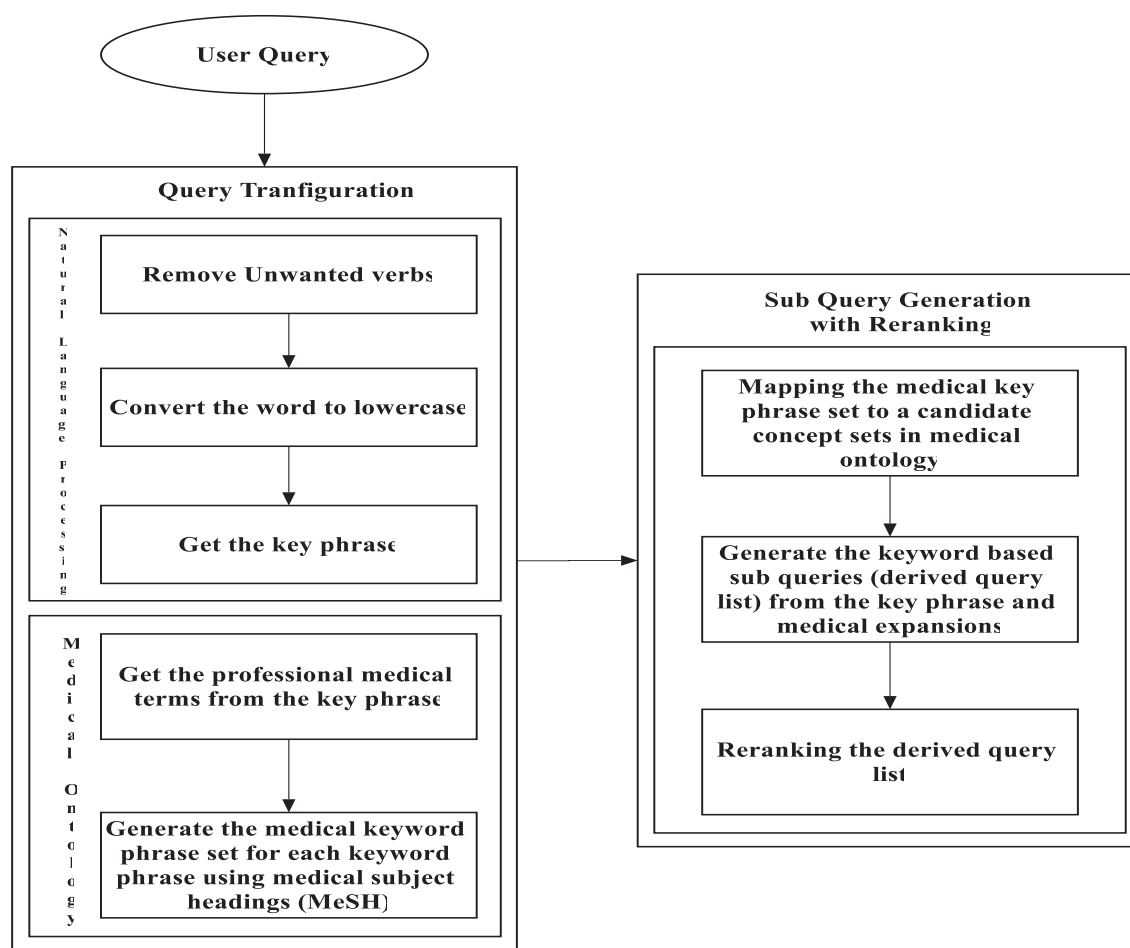 User Query
Query Tranfiguration
Natural Language Processing
Remove Unwanted verbs
Convert the word to lowercase
Get the key phrase
Medical Ontology
Get the professional medical
terms from the key phrase
Generate the medical keyword
phrase set for each keyword
phrase using medical subject
headings (MeSH)
Sub Query Generation
with Reranking
Mapping the medical key
phrase set to a candidate
concept sets in medical
ontology
Generate the keyword based
sub queries (derived query
list) from the key phrase and
medical expansions
Reranking the derived query
list